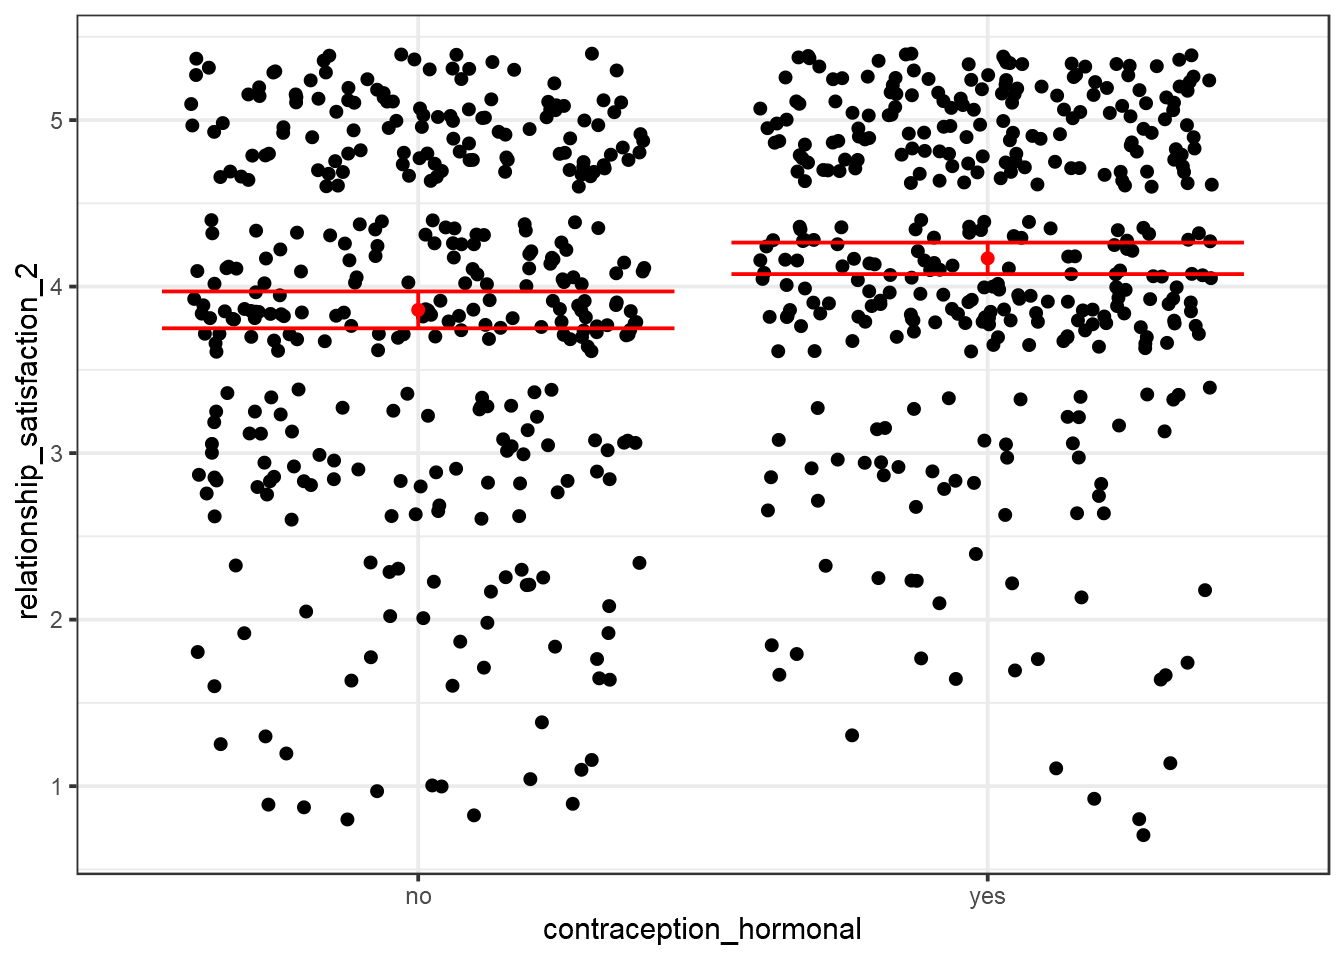 relationship_satisfaction_2
5
4
3
2
1
no yes
contraception_hormonal